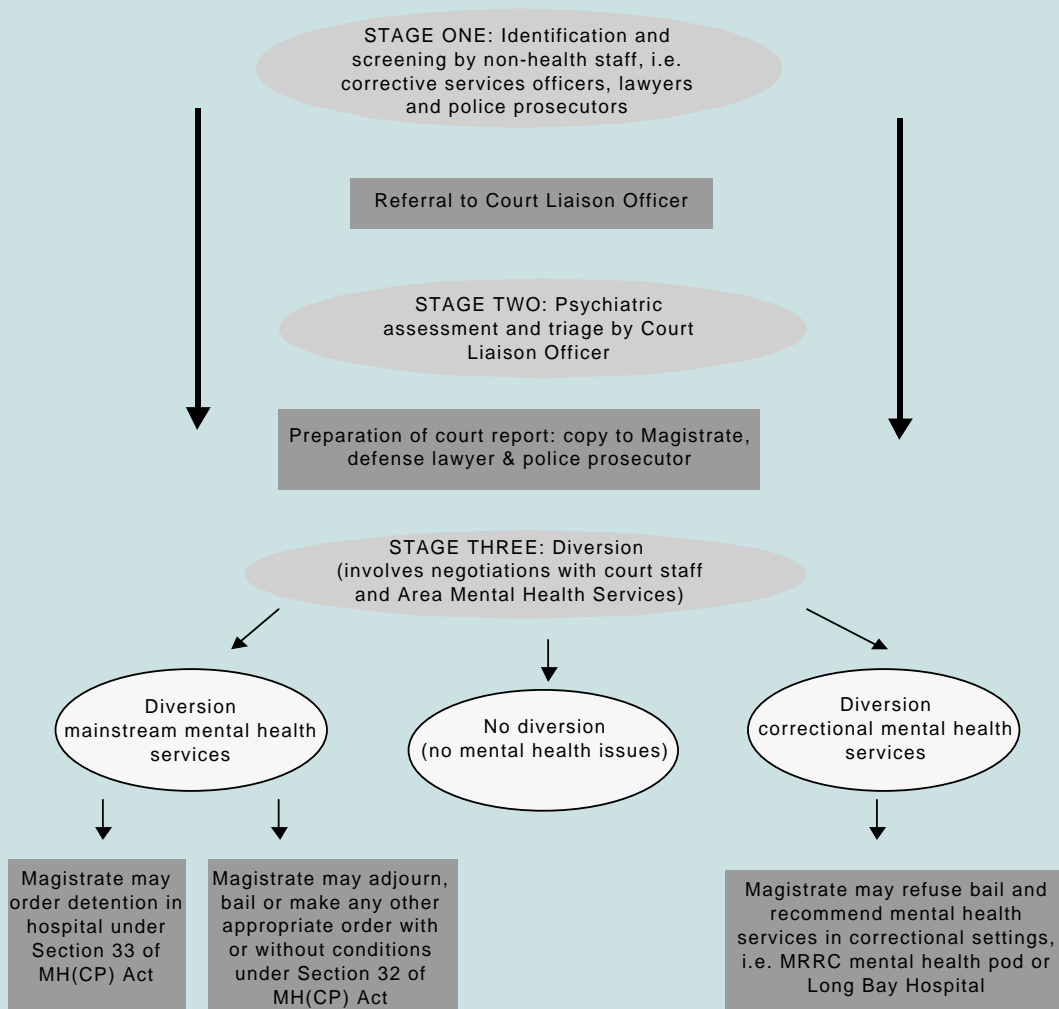 STAGE ONE: Identification and
screening by non-health staff, i.e.
corrective services officers, lawyers
and police prosecutors
Referral to Court Liaison Officer
STAGE TWO: Psychiatric
assessment and triage by Court
Liaison Officer
Preparation of court report: copy to Magistrate,
defense lawyer & police prosecutor
STAGE THREE: Diversion
(involves negotiations with court staff
and Area Mental Health Services)
Diversion
mainstream mental health
services
No diversion
(no mental health issues)
Diversion
correctional mental health
services
Magistrate may
order detention in
hospital under
Section 33 of
MH(CP) Act
Magistrate may adjourn,
bail or make any other
appropriate order with
or without conditions
under Section 32 of
MH(CP) Act
Magistrate may refuse bail and
recommend mental health
services in correctional settings,
i.e. MRRC mental health pod or
Long Bay Hospital